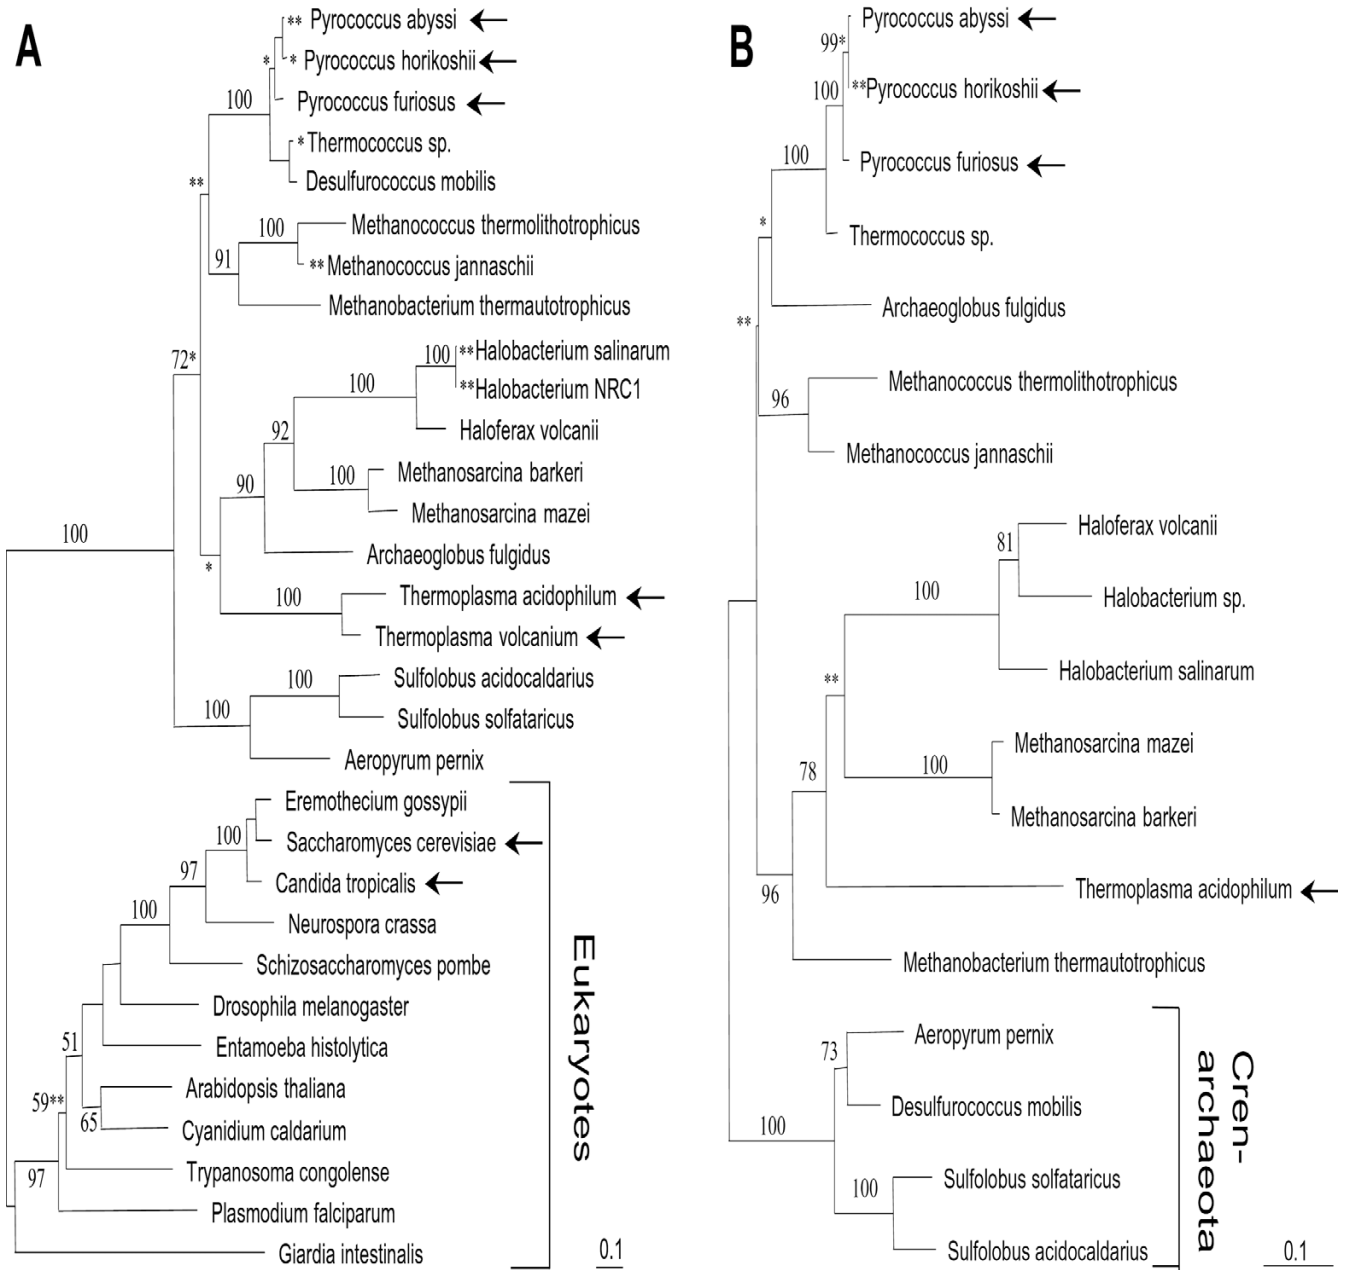 A
** Pyrococcus abyssi
*
* Pyrococcus horikoshii
100
Pyrococcus furiosus
* Thermococcus sp.
**
Desulfurococcus mobilis
100
Methanococcus thermolithotrophicus
91
** Methanococcus jannaschii
Methanobacterium thermautotrophicus
72*
100
** Halobacterium salinarum
100
** Halobacterium NRC1
92
Haloferax volcanii
100
Methanosarcina barkeri
90
Methanosarcina mazei
100
Archaeoglobus fulgidus
*
100
Thermoplasma acidophilum
Thermoplasma volcanium
100
Sulfolobus acidocaldarius
100
Sulfolobus solfataricus
Aeropyrum pernix
Eremothecium gossypii
100
Saccharomyces cerevisiae
97
Candida tropicalis
100
Neurospora crassa
Schizosaccharomyces pombe
Drosophila melanogaster
51
Entamoeba histolytica
Arabidopsis thaliana
59**
65
Cyanidium caldarium
97
Trypanosoma congolense
Plasmodium falciparum
Giardia intestinalis
Eukaryotes
0.1
B
Pyrococcus abyssi
99*
100
**Pyrococcus horikoshii
100
Pyrococcus furiosus
*
Thermococcus sp.
Archaeoglobus fulgidus
**
Methanococcus thermolithotrophicus
96
Methanococcus jannaschii
Haloferax volcanii
81
100
Halobacterium sp.
Halobacterium salinarum
**
Methanosarcina mazei
78
100
Methanosarcina barkeri
Thermoplasma acidophilum
96
Methanobacterium thermautotrophicus
Aeropyrum pernix
73
Desulfurococcus mobilis
100
Sulfolobus solfataricus
100
Sulfolobus acidocaldarius
Cren-
archaeota
0.1